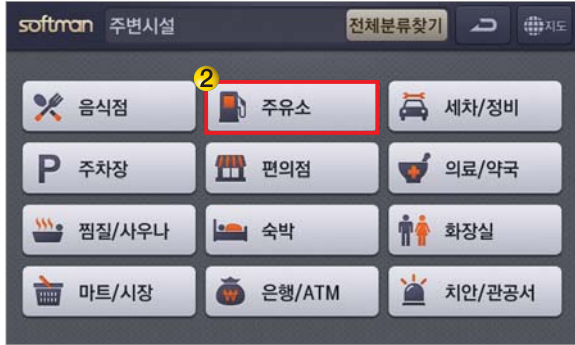 softman 주변시설 전체분류찾기 지도
2
음식점 주유소 세차/정비
P 주차장 편의점 의료/약국
찜질/사우나 숙박 화장실
마트/시장 ₩ 은행/ATM 치안/관공서